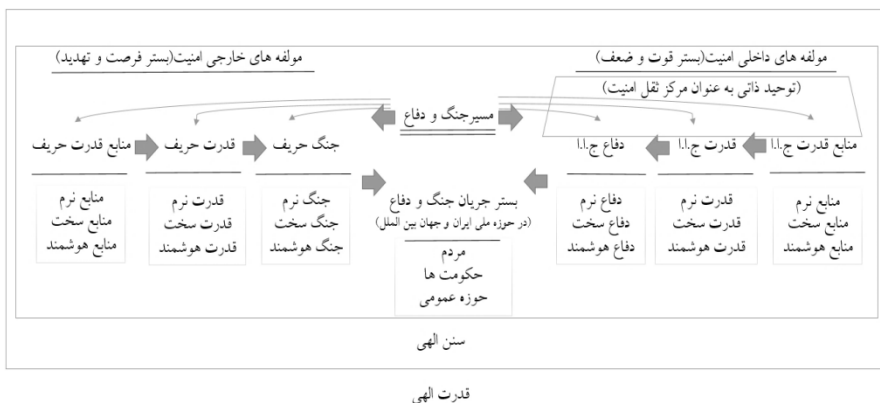 مولفه های داخلی امنیت(بستر قوت و ضعف)
مولفه های خارجی امنیت(بستر فرصت و تهدید)
(توحید ذاتی به عنوان مرکز ثقل امنیت)
مسیرجنگ و دفاع
منابع قدرت ج.ا.ا
قدرت ج.ا.ا
دفاع ج.ا.ا
جنگ حریف
قدرت حریف
منابع قدرت حریف
منابع نرم
منابع سخت
منابع هوشمند
قدرت نرم
قدرت سخت
قدرت هوشمند
دفاع نرم
دفاع سخت
دفاع هوشمند
بستر جریان جنگ و دفاع
(در حوزه ملی ایران و جهان بین الملل)
مردم
حکومت ها
حوزه عمومی
جنگ نرم
جنگ سخت
جنگ هوشمند
قدرت نرم
قدرت سخت
قدرت هوشمند
منابع نرم
منابع سخت
منابع هوشمند
سنن الهی
قدرت الهی